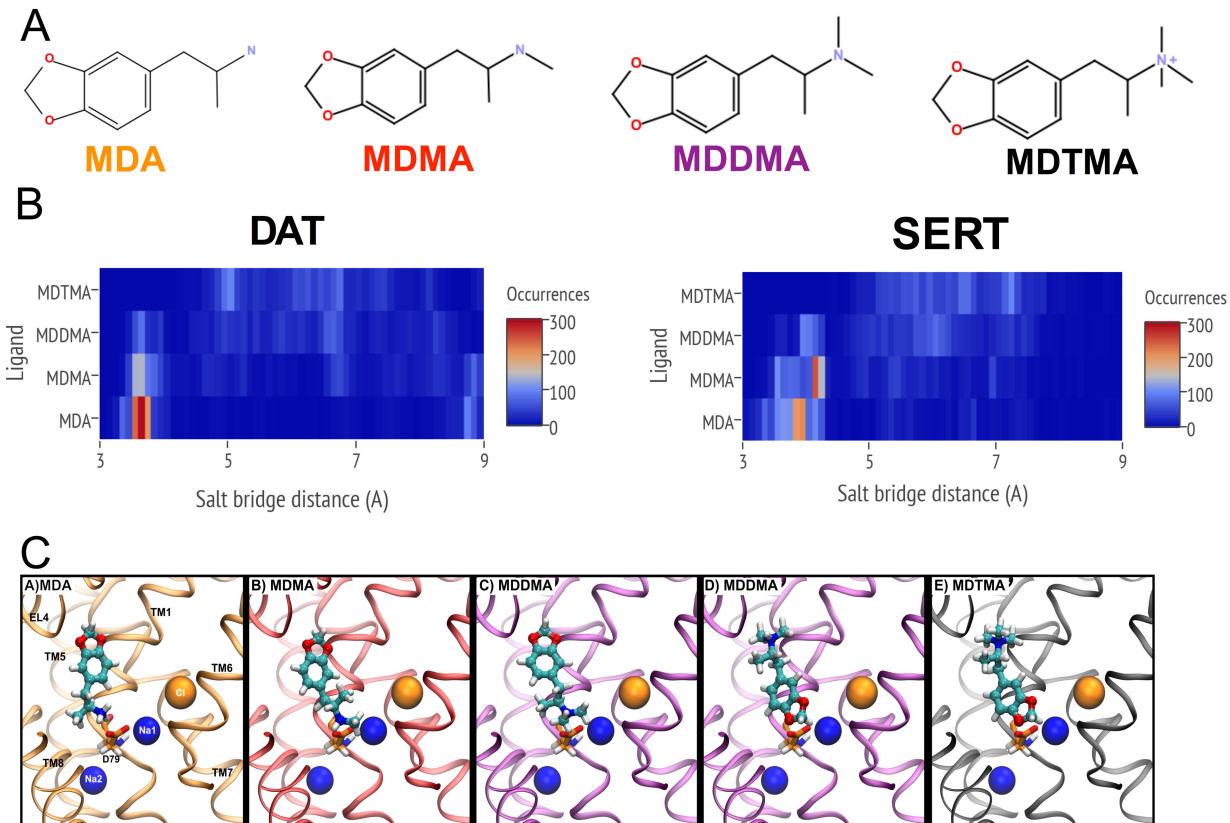 A
O
O
N
O
O
N
O
O
N
O
O
N+
MDA
MDMA
MDDMA
MDTMA
B
DAT
SERT
MDTMA
MDDMA
MDMA
MDA
Ligand
3
5
7
9
Salt bridge distance (A)
Occurrences
300
200
100
0
MDTMA
MDDMA
MDMA
MDA
Ligand
3
5
7
9
Salt bridge distance (A)
Occurrences
300
200
100
0
C
A)MDA
EL4
TM1
TM5
TM6
Cl
Na1
D79
TM8
Na2
TM7
B) MDMA
C) MDDMA
D) MDDMA
E) MDTMA